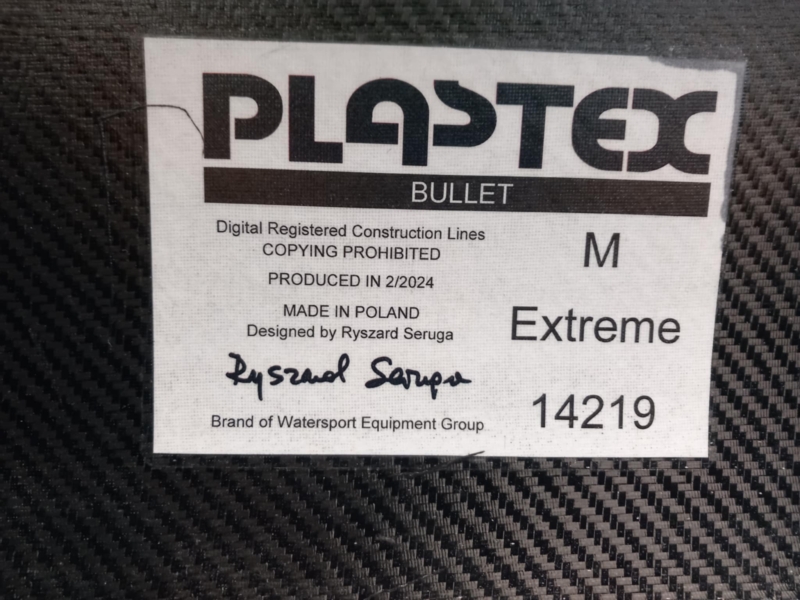 PLASTEX
BULLET
Digital Registered Construction Lines
COPYING PROHIBITED
PRODUCED IN 2/2024
MADE IN POLAND
Designed by Ryszard Seruga
Ryszard Seruga
Brand of Watersport Equipment Group
M
Extreme
14219